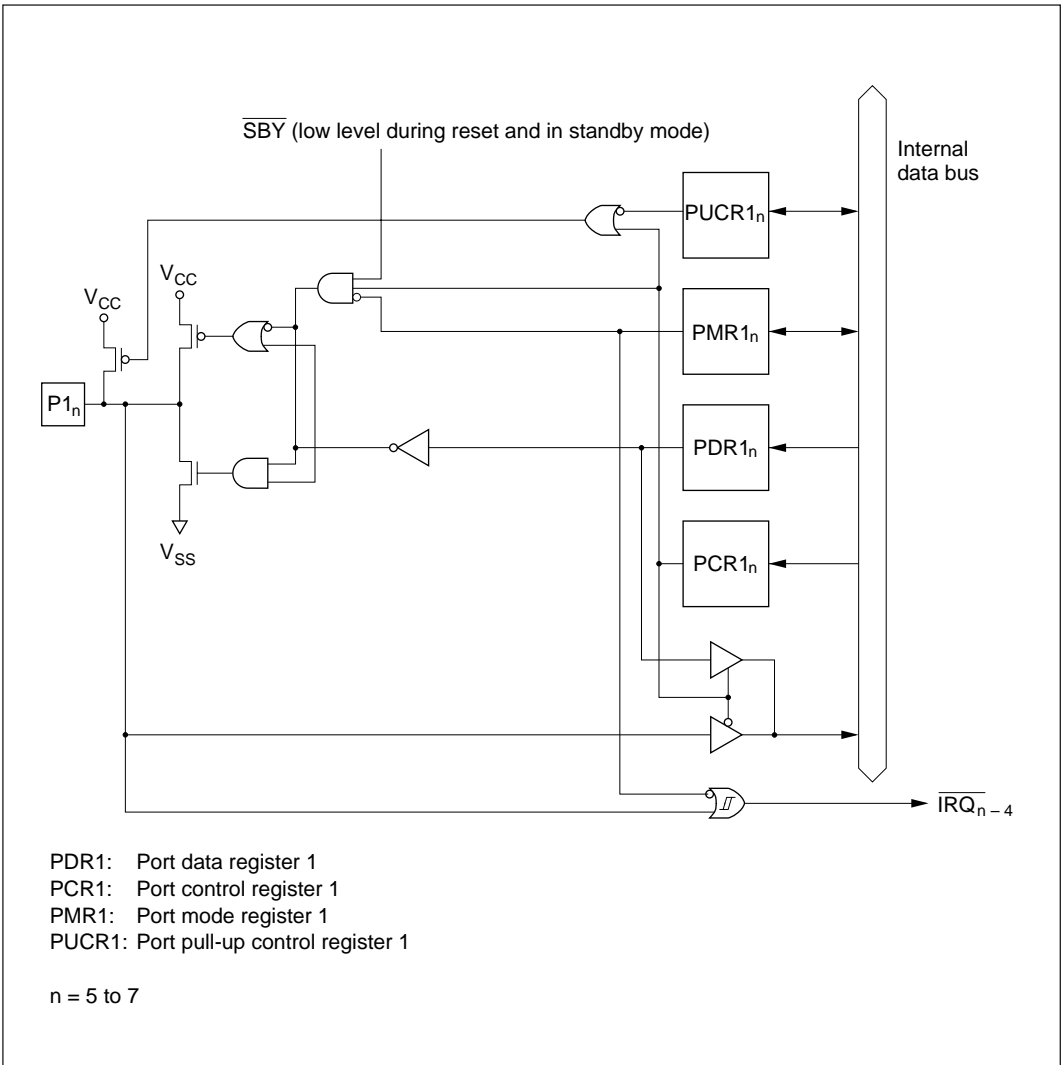 S̅B̅Y̅ (low level during reset and in standby mode)
Internal
data bus
PUCR1n
VCC
VCC
PMR1n
P1n
PDR1n
VSS
PCR1n
I̅R̅Q̅n – 4
PDR1: Port data register 1
PCR1: Port control register 1
PMR1: Port mode register 1
PUCR1: Port pull-up control register 1
n = 5 to 7